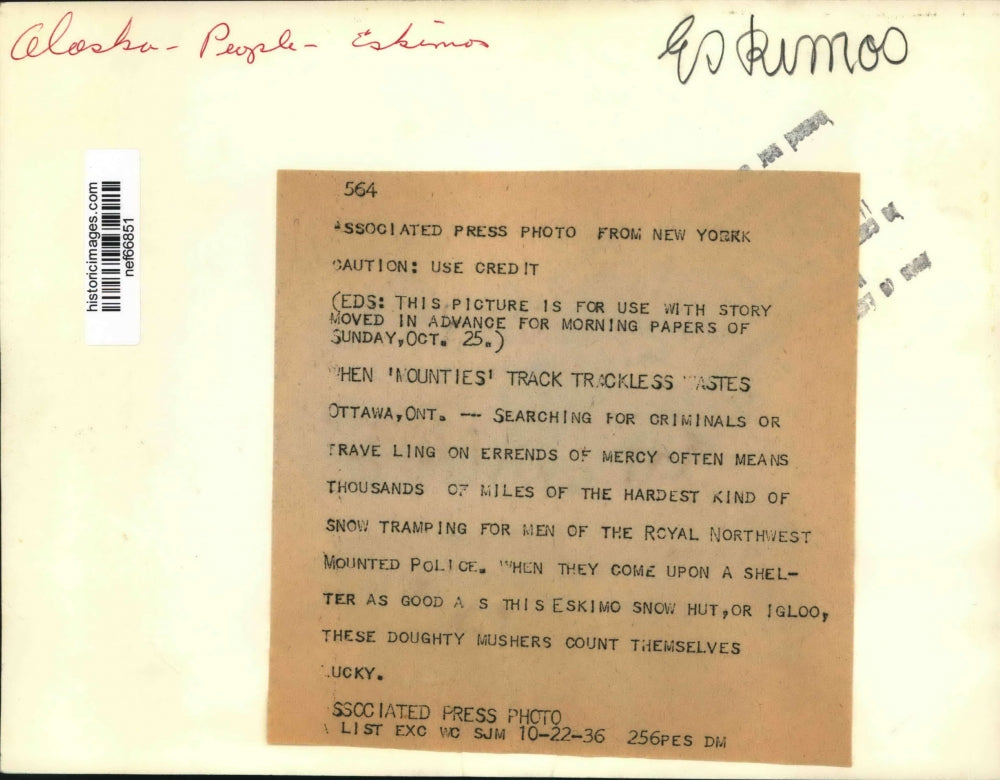 Alaska - People - Eskimos
Eskimos
historicimages.com
nef66851
564
ASSOCIATED PRESS PHOTO FROM NEW YORRK
CAUTION: USE CREDIT
(EDS: THIS PICTURE IS FOR USE WITH STORY
MOVED IN ADVANCE FOR MORNING PAPERS OF
SUNDAY,OCT. 25.)
WHEN 'MOUNTIES' TRACK TRACKLESS WASTES
OTTAWA,ONT. -- SEARCHING FOR CRIMINALS OR
TRAVE LING ON ERRENDS OF MERCY OFTEN MEANS
THOUSANDS OF MILES OF THE HARDEST KIND OF
SNOW TRAMPING FOR MEN OF THE ROYAL NORTHWEST
MOUNTED POLICE. WHEN THEY COME UPON A SHEL-
TER AS GOOD A S THIS ESKIMO SNOW HUT,OR IGLOO,
THESE DOUGHTY MUSHERS COUNT THEMSELVES
LUCKY.
ASSOCIATED PRESS PHOTO
A LIST EXC WC SJM 10-22-36 256PES DM